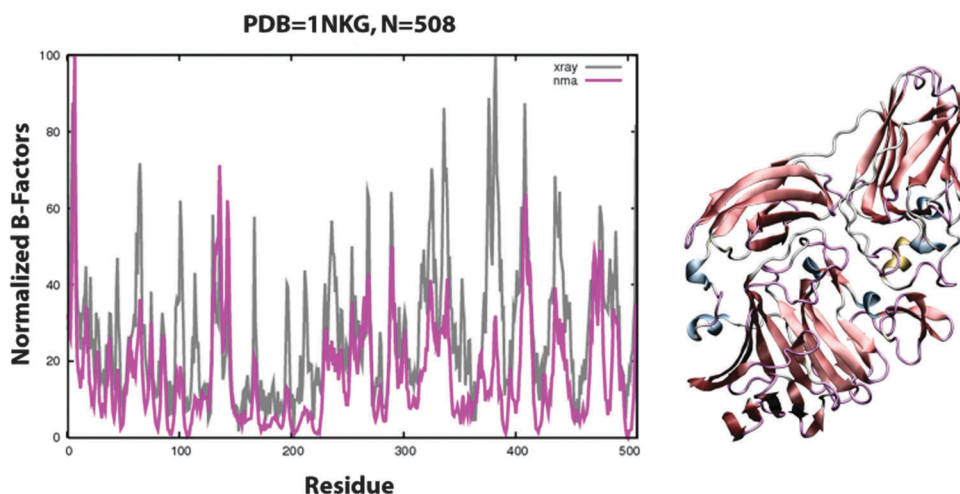 PDB=1NKG, N=508
100
80
60
40
20
0
xray
nma
Normalized B-Factors
0 100 200 300 400 500
Residue